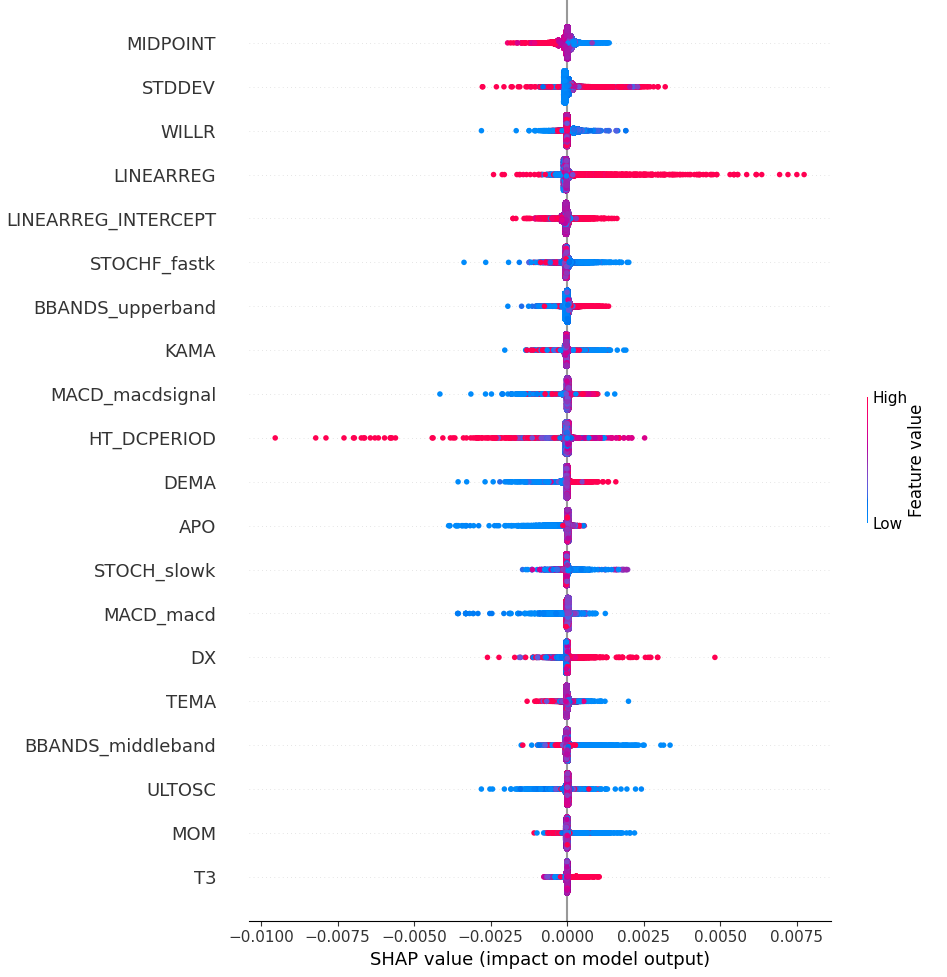 MIDPOINT
STDDEV
WILLR
LINEARREG
LINEARREG_INTERCEPT
STOCHF_fastk
BBANDS_upperband
KAMA
MACD_macdsignal
HT_DCPERIOD
DEMA
APO
STOCH_slowk
MACD_macd
DX
TEMA
BBANDS_middleband
ULTOSC
MOM
T3
−0.0100 −0.0075 −0.0050 −0.0025 0.0000 0.0025 0.0050 0.0075
SHAP value (impact on model output)
High
Feature value
Low